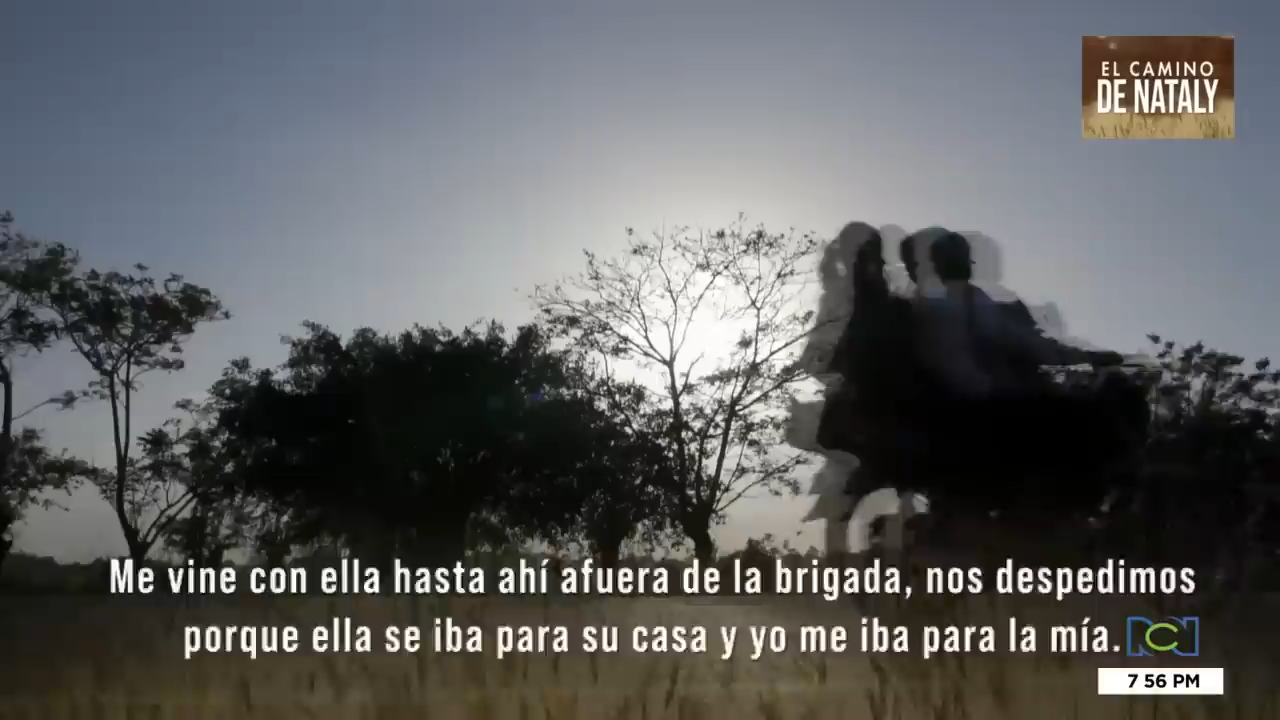 EL CAMINO
DE NATALY
Me vine con ella hasta ahí afuera de la brigada, nos despedimos
porque ella se iba para su casa y yo me iba para la mía.
RCN
7 56 PM